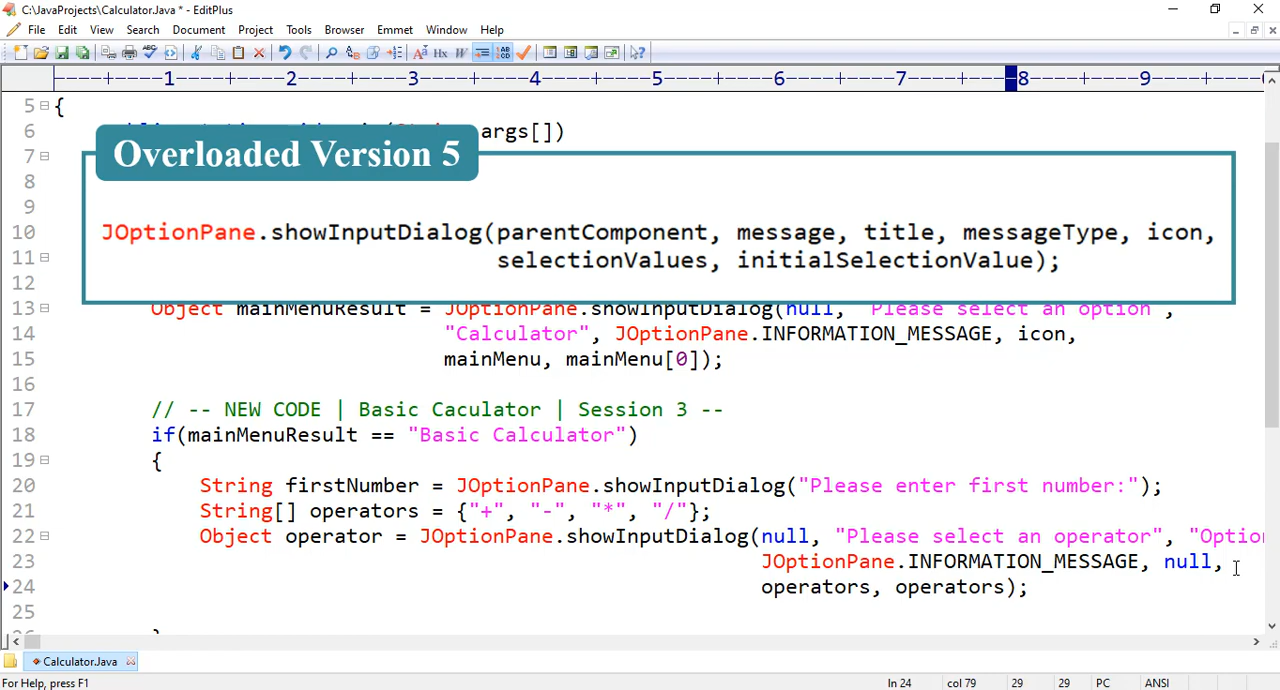 C:\JavaProjects\Calculator.Java * - EditPlus
File Edit View Search Document Project Tools Browser Emmet Window Help
----+----1----+----2----+----3----+----4----+----5----+----6----+----7----+----8----+----9----+----
5 {
6 args[])
Overloaded Version 5
7
8
9
JOptionPane.showInputDialog(parentComponent, message, title, messageType, icon,
selectionValues, initialSelectionValue);
10
11
12
13 Object mainMenuResult = JOptionPane.showInputDialog(null, "Please select an option",
14 "Calculator", JOptionPane.INFORMATION_MESSAGE, icon,
15 mainMenu, mainMenu[0]);
16
17 // -- NEW CODE | Basic Caculator | Session 3 --
18 if(mainMenuResult == "Basic Calculator")
19 {
20 String firstNumber = JOptionPane.showInputDialog("Please enter first number:");
21 String[] operators = {"+", "-", "*", "/"};
22 Object operator = JOptionPane.showInputDialog(null, "Please select an operator", "Option
23 JOptionPane.INFORMATION_MESSAGE, null,
24 operators, operators);
25
Calculator.Java
For Help, press F1 ln 24 col 79 29 29 PC ANSI